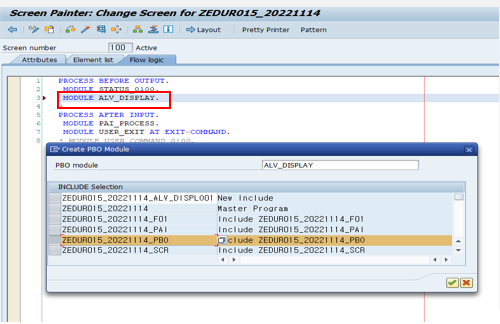 Screen Painter: Change Screen for ZEDUR015_20221114
Layout Pretty Printer Pattern
Screen number 100 Active
Attributes Element list Flow logic
1 PROCESS BEFORE OUTPUT.
2 MODULE STATUS_0100.
3 MODULE ALV_DISPLAY.
4
5 PROCESS AFTER INPUT.
6 MODULE PAI_PROCESS.
7 MODULE USER_EXIT AT EXIT-COMMAND.
8 * MODULE USER_COMMAND_0100.
Create PBO Module
PBO module ALV_DISPLAY
INCLUDE Selection
ZEDUR015_20221114_ALV_DISPLO01 New Include
ZEDUR015_20221114 Master Program
ZEDUR015_20221114_F01 Include ZEDUR015_20221114_F01
ZEDUR015_20221114_PAI Include ZEDUR015_20221114_PAI
ZEDUR015_20221114_PBO clude ZEDUR015_20221114_PBO
ZEDUR015_20221114_SCR Include ZEDUR015_20221114_SCR